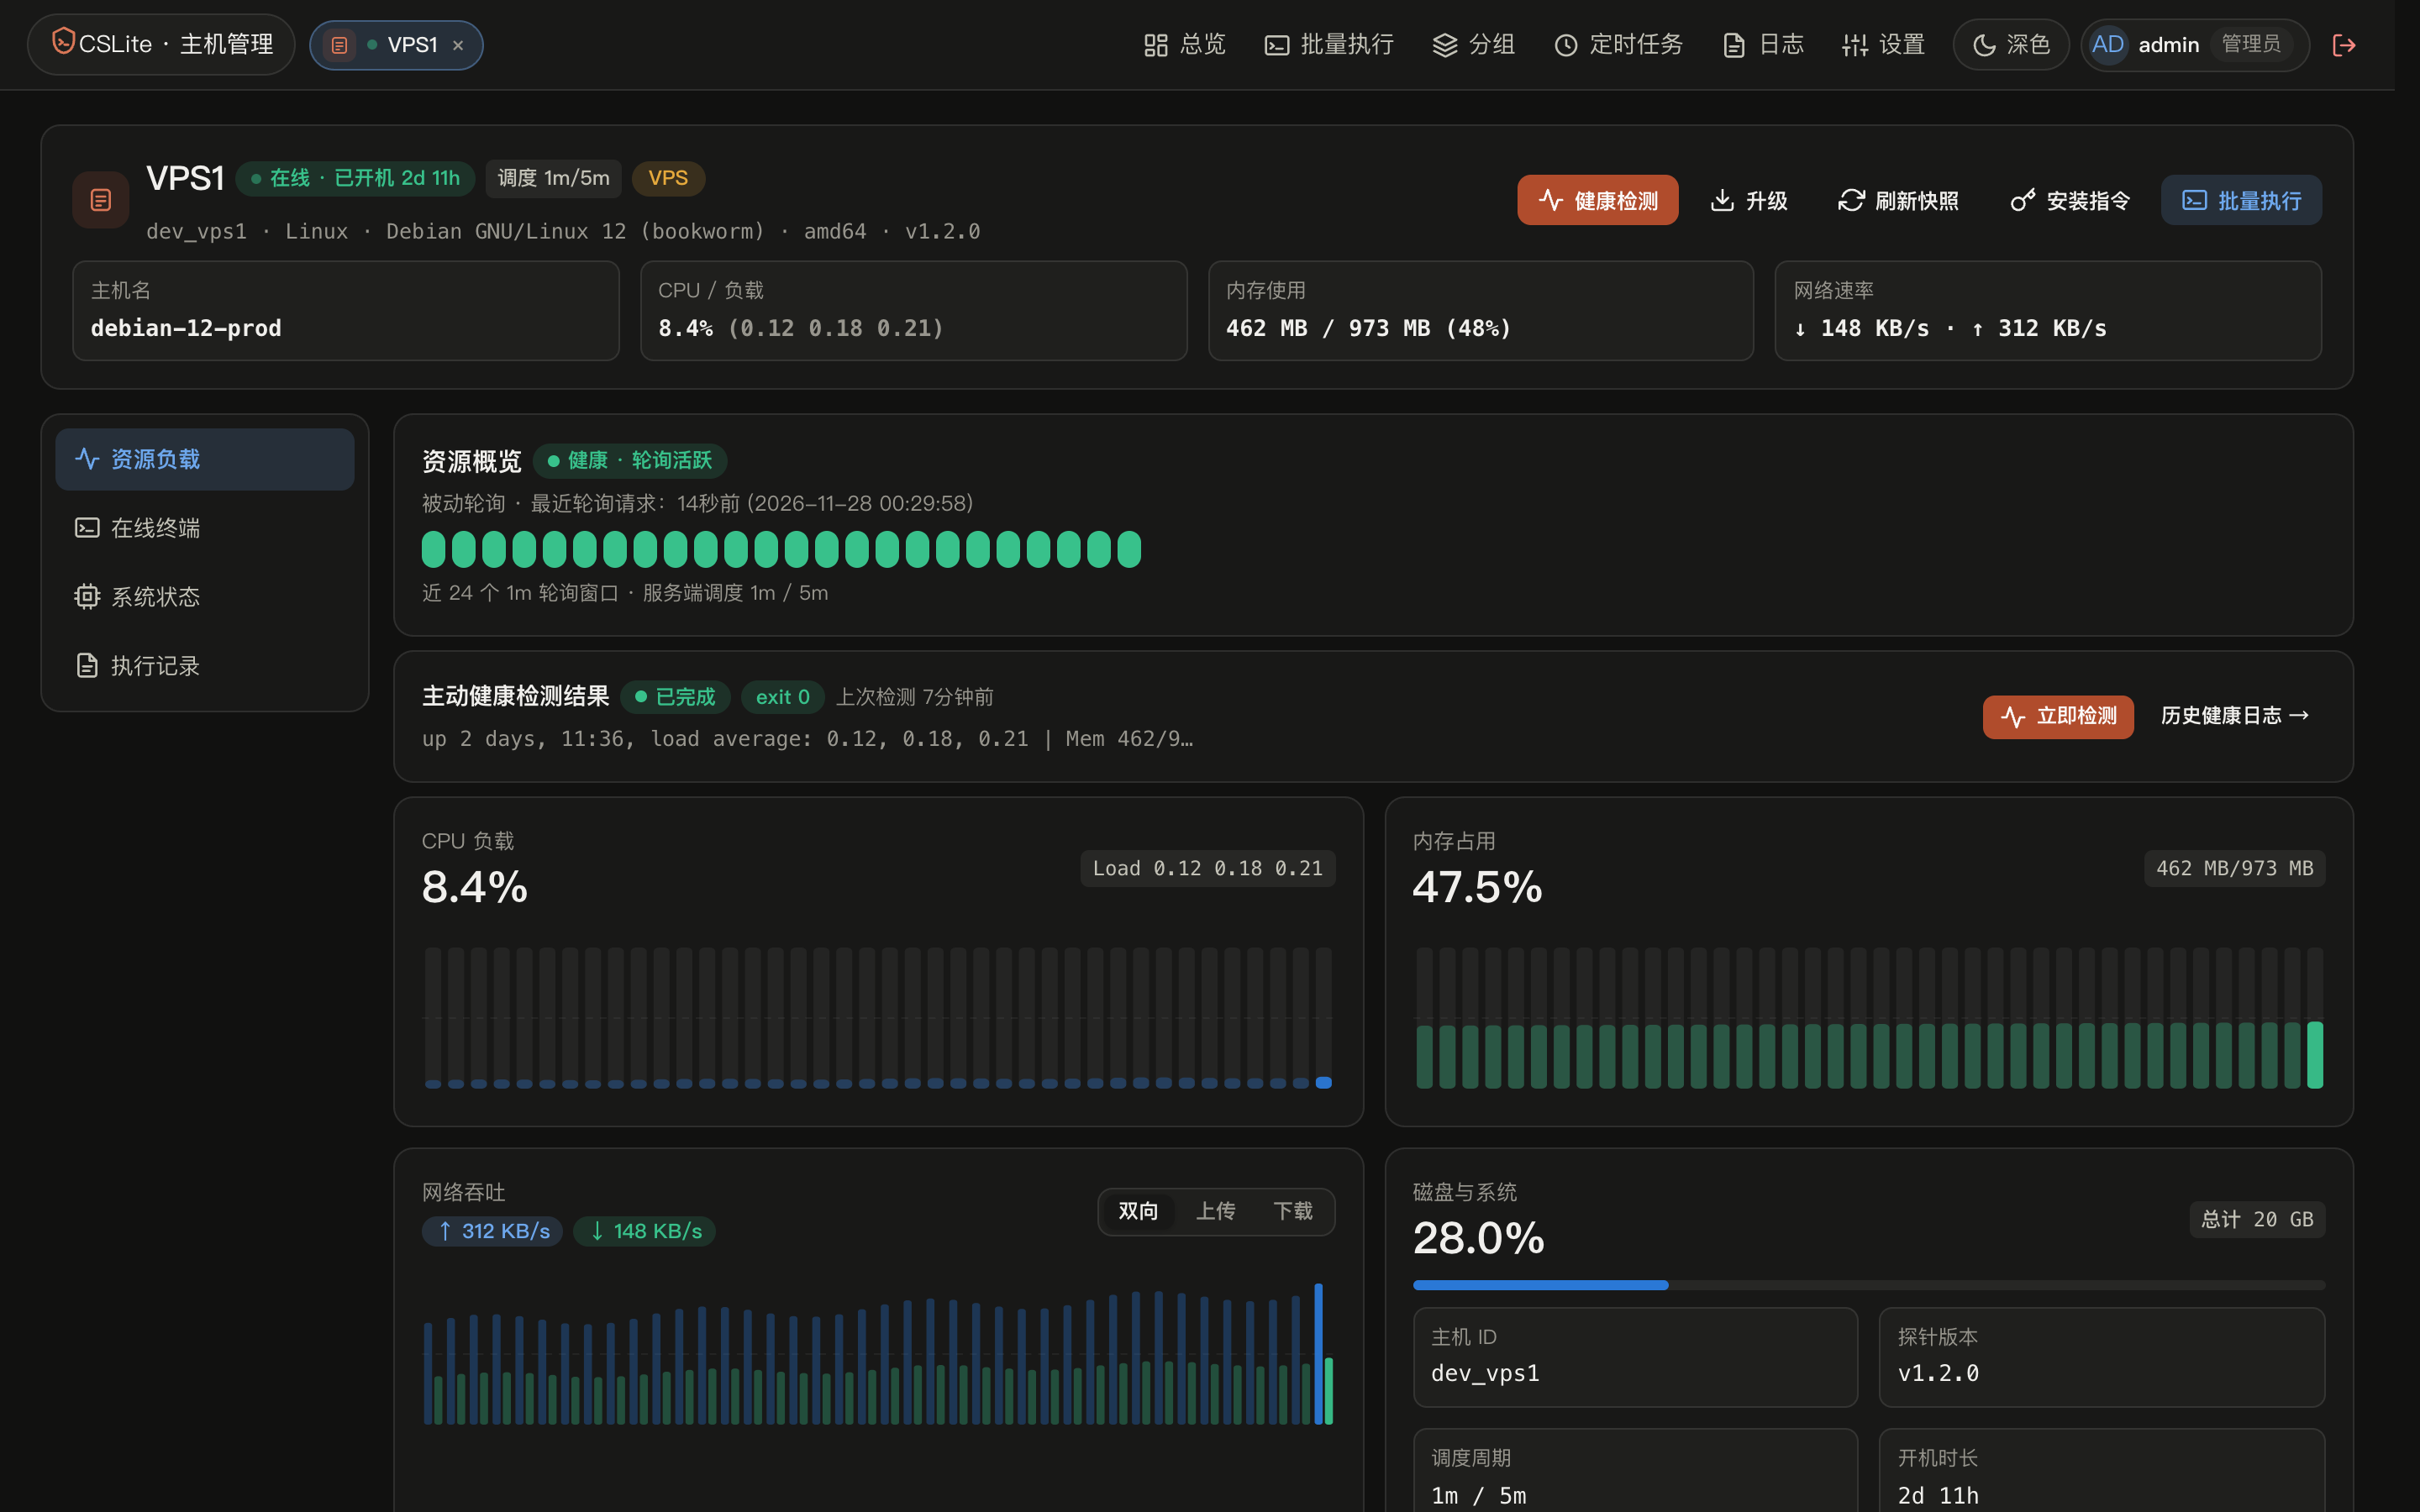 CSLite · 主机管理
VPS1 ×
总览 批量执行 分组 定时任务 日志 设置 深色 AD admin 管理员
VPS1 在线 · 已开机 2d 11h 调度 1m/5m VPS
dev_vps1 · Linux · Debian GNU/Linux 12 (bookworm) · amd64 · v1.2.0
健康检测 升级 刷新快照 安装指令 批量执行
主机名
debian-12-prod
CPU / 负载
8.4% (0.12 0.18 0.21)
内存使用
462 MB / 973 MB (48%)
网络速率
↓ 148 KB/s · ↑ 312 KB/s
资源负载
在线终端
系统状态
执行记录
资源概览 健康 · 轮询活跃
被动轮询 · 最近轮询请求: 14秒前 (2026-11-28 00:29:58)
近 24 个 1m 轮询窗口 · 服务端调度 1m / 5m
主动健康检测结果 已完成 exit 0 上次检测 7分钟前
up 2 days, 11:36, load average: 0.12, 0.18, 0.21 | Mem 462/9…
立即检测 历史健康日志 →
CPU 负载
8.4%
Load 0.12 0.18 0.21
内存占用
47.5%
462 MB/973 MB
网络吞吐
↑ 312 KB/s ↓ 148 KB/s
双向 上传 下载
磁盘与系统
28.0%
总计 20 GB
主机 ID
dev_vps1
探针版本
v1.2.0
调度周期
1m / 5m
开机时长
2d 11h